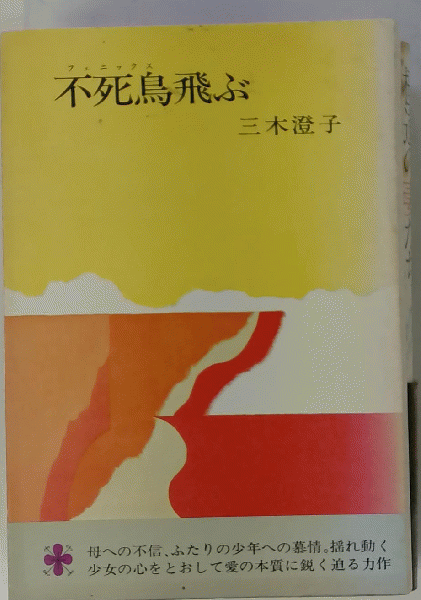 フェニックス
不死鳥飛ぶ
三木澄子
母への不信、ふたりの少年への慕情。揺れ動く
少女の心をとおして愛の本質に鋭く迫る力作